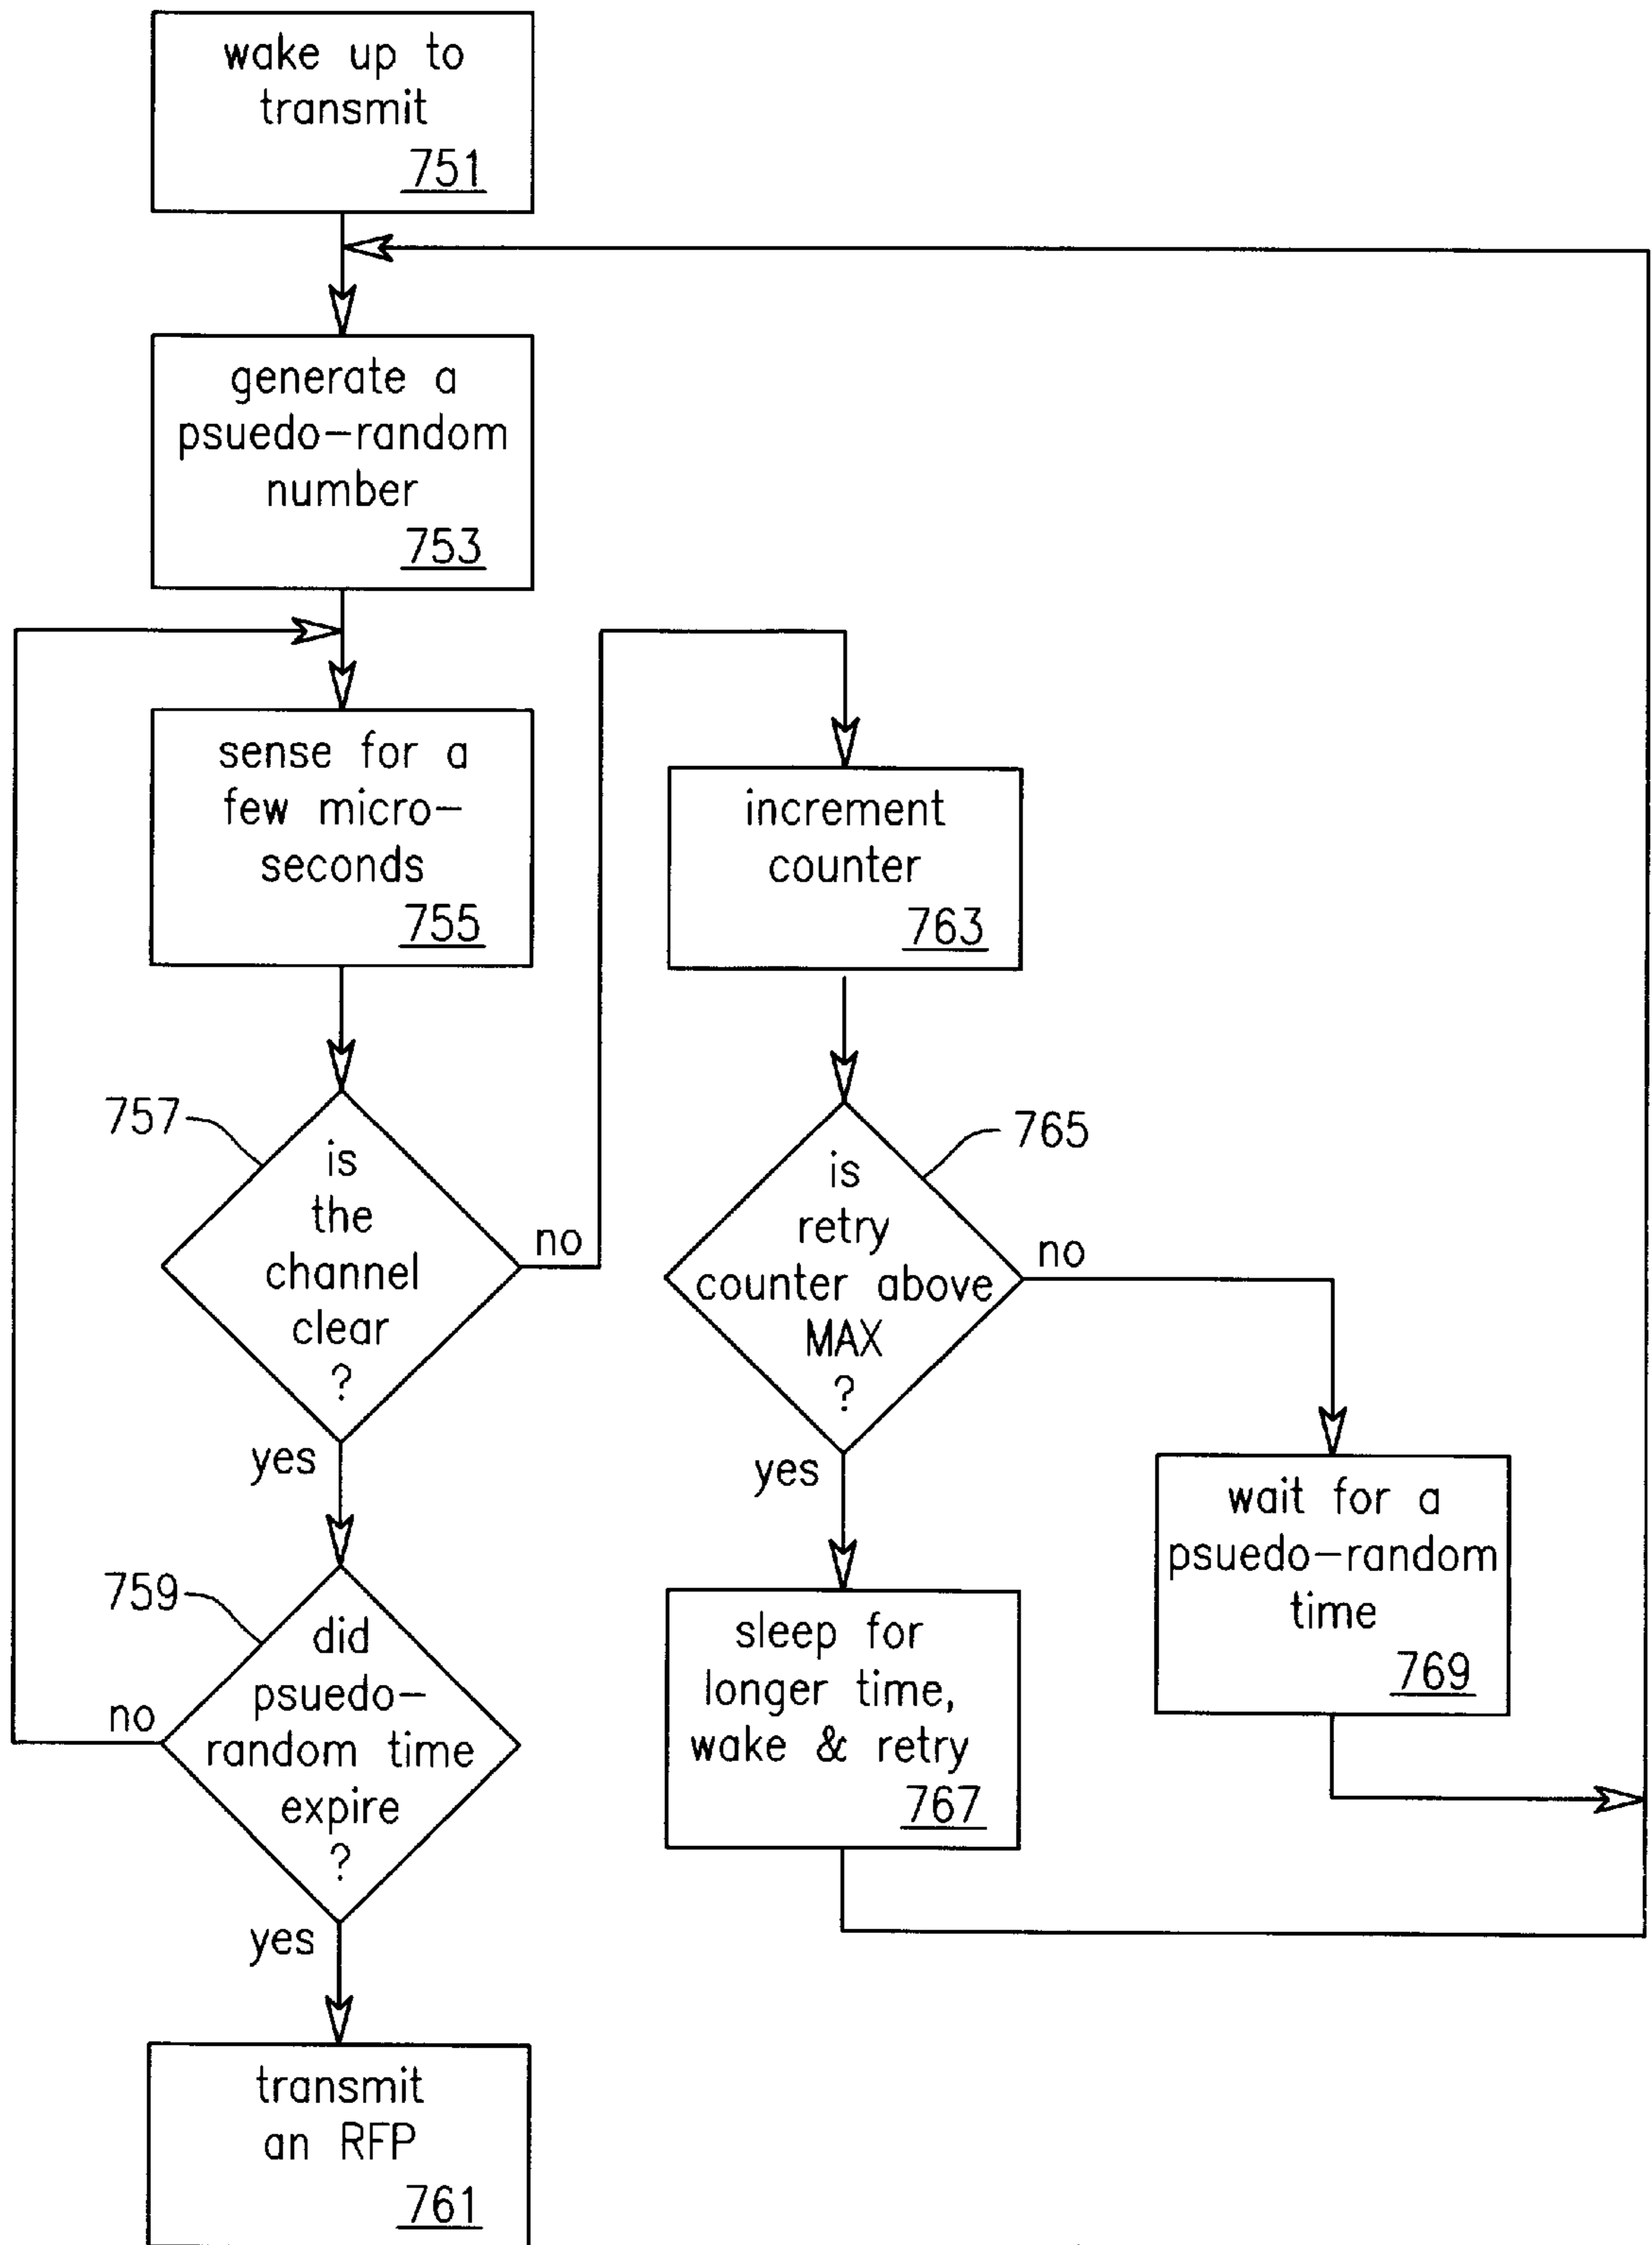 wake up to
transmit
751
generate a
psuedo-random
number
753
sense for a
few micro-
seconds
755
757
is
the
channel
clear
?
no
yes
759
did
psuedo-
random time
expire
?
no
yes
transmit
an RFP
761
increment
counter
763
765
is
retry
counter above
MAX
?
no
yes
sleep for
longer time,
wake & retry
767
wait for a
psuedo-random
time
769